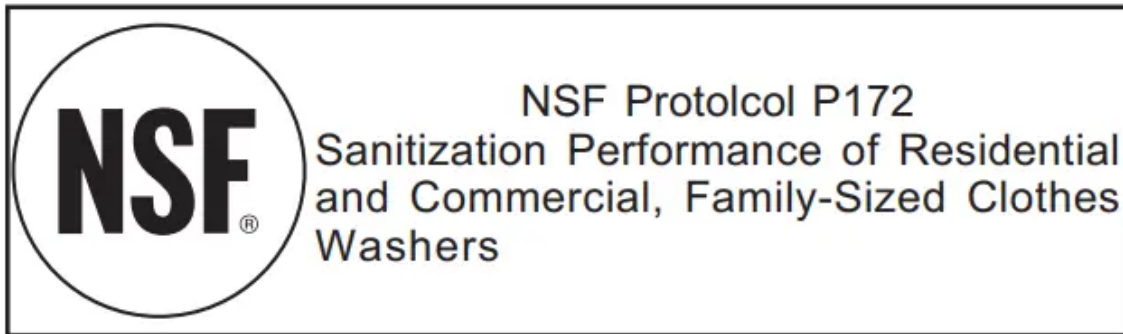 NSF®
NSF Protolcol P172
Sanitization Performance of Residential
and Commercial, Family-Sized Clothes
Washers